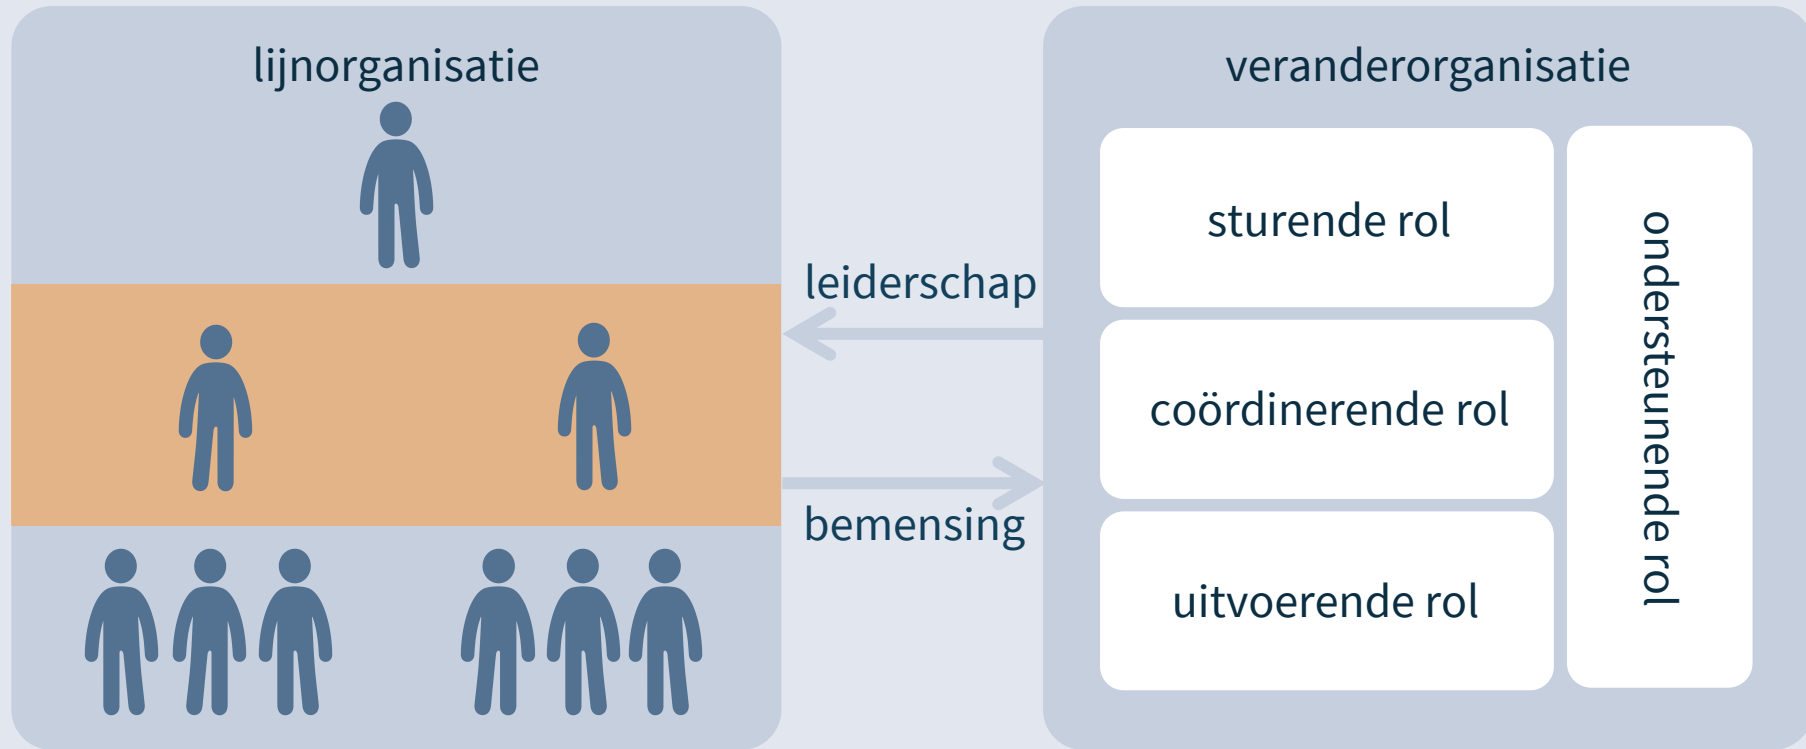 lijnorganisatie
leiderschap
bemensing
veranderorganisatie
sturende rol
coördinerende rol
uitvoerende rol
ondersteunende rol